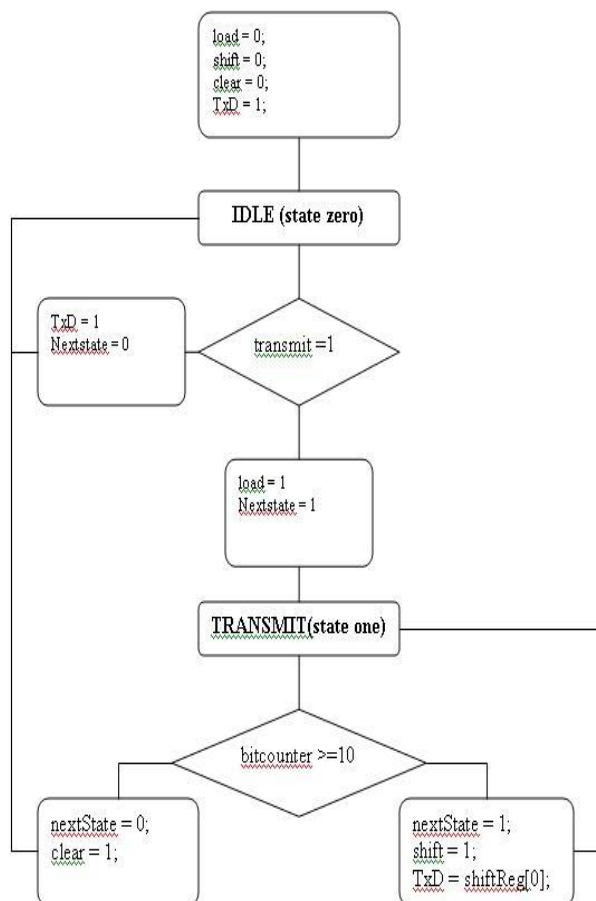 load = 0;
shift = 0;
clear = 0;
TxD = 1;
IDLE (state zero)
TxD = 1
Nextstate = 0
transmit =1
load = 1
Nextstate = 1
TRANSMIT(state one)
bitcounter >=10
nextState = 0;
clear = 1;
nextState = 1;
shift = 1;
TxD = shiftReg[0];